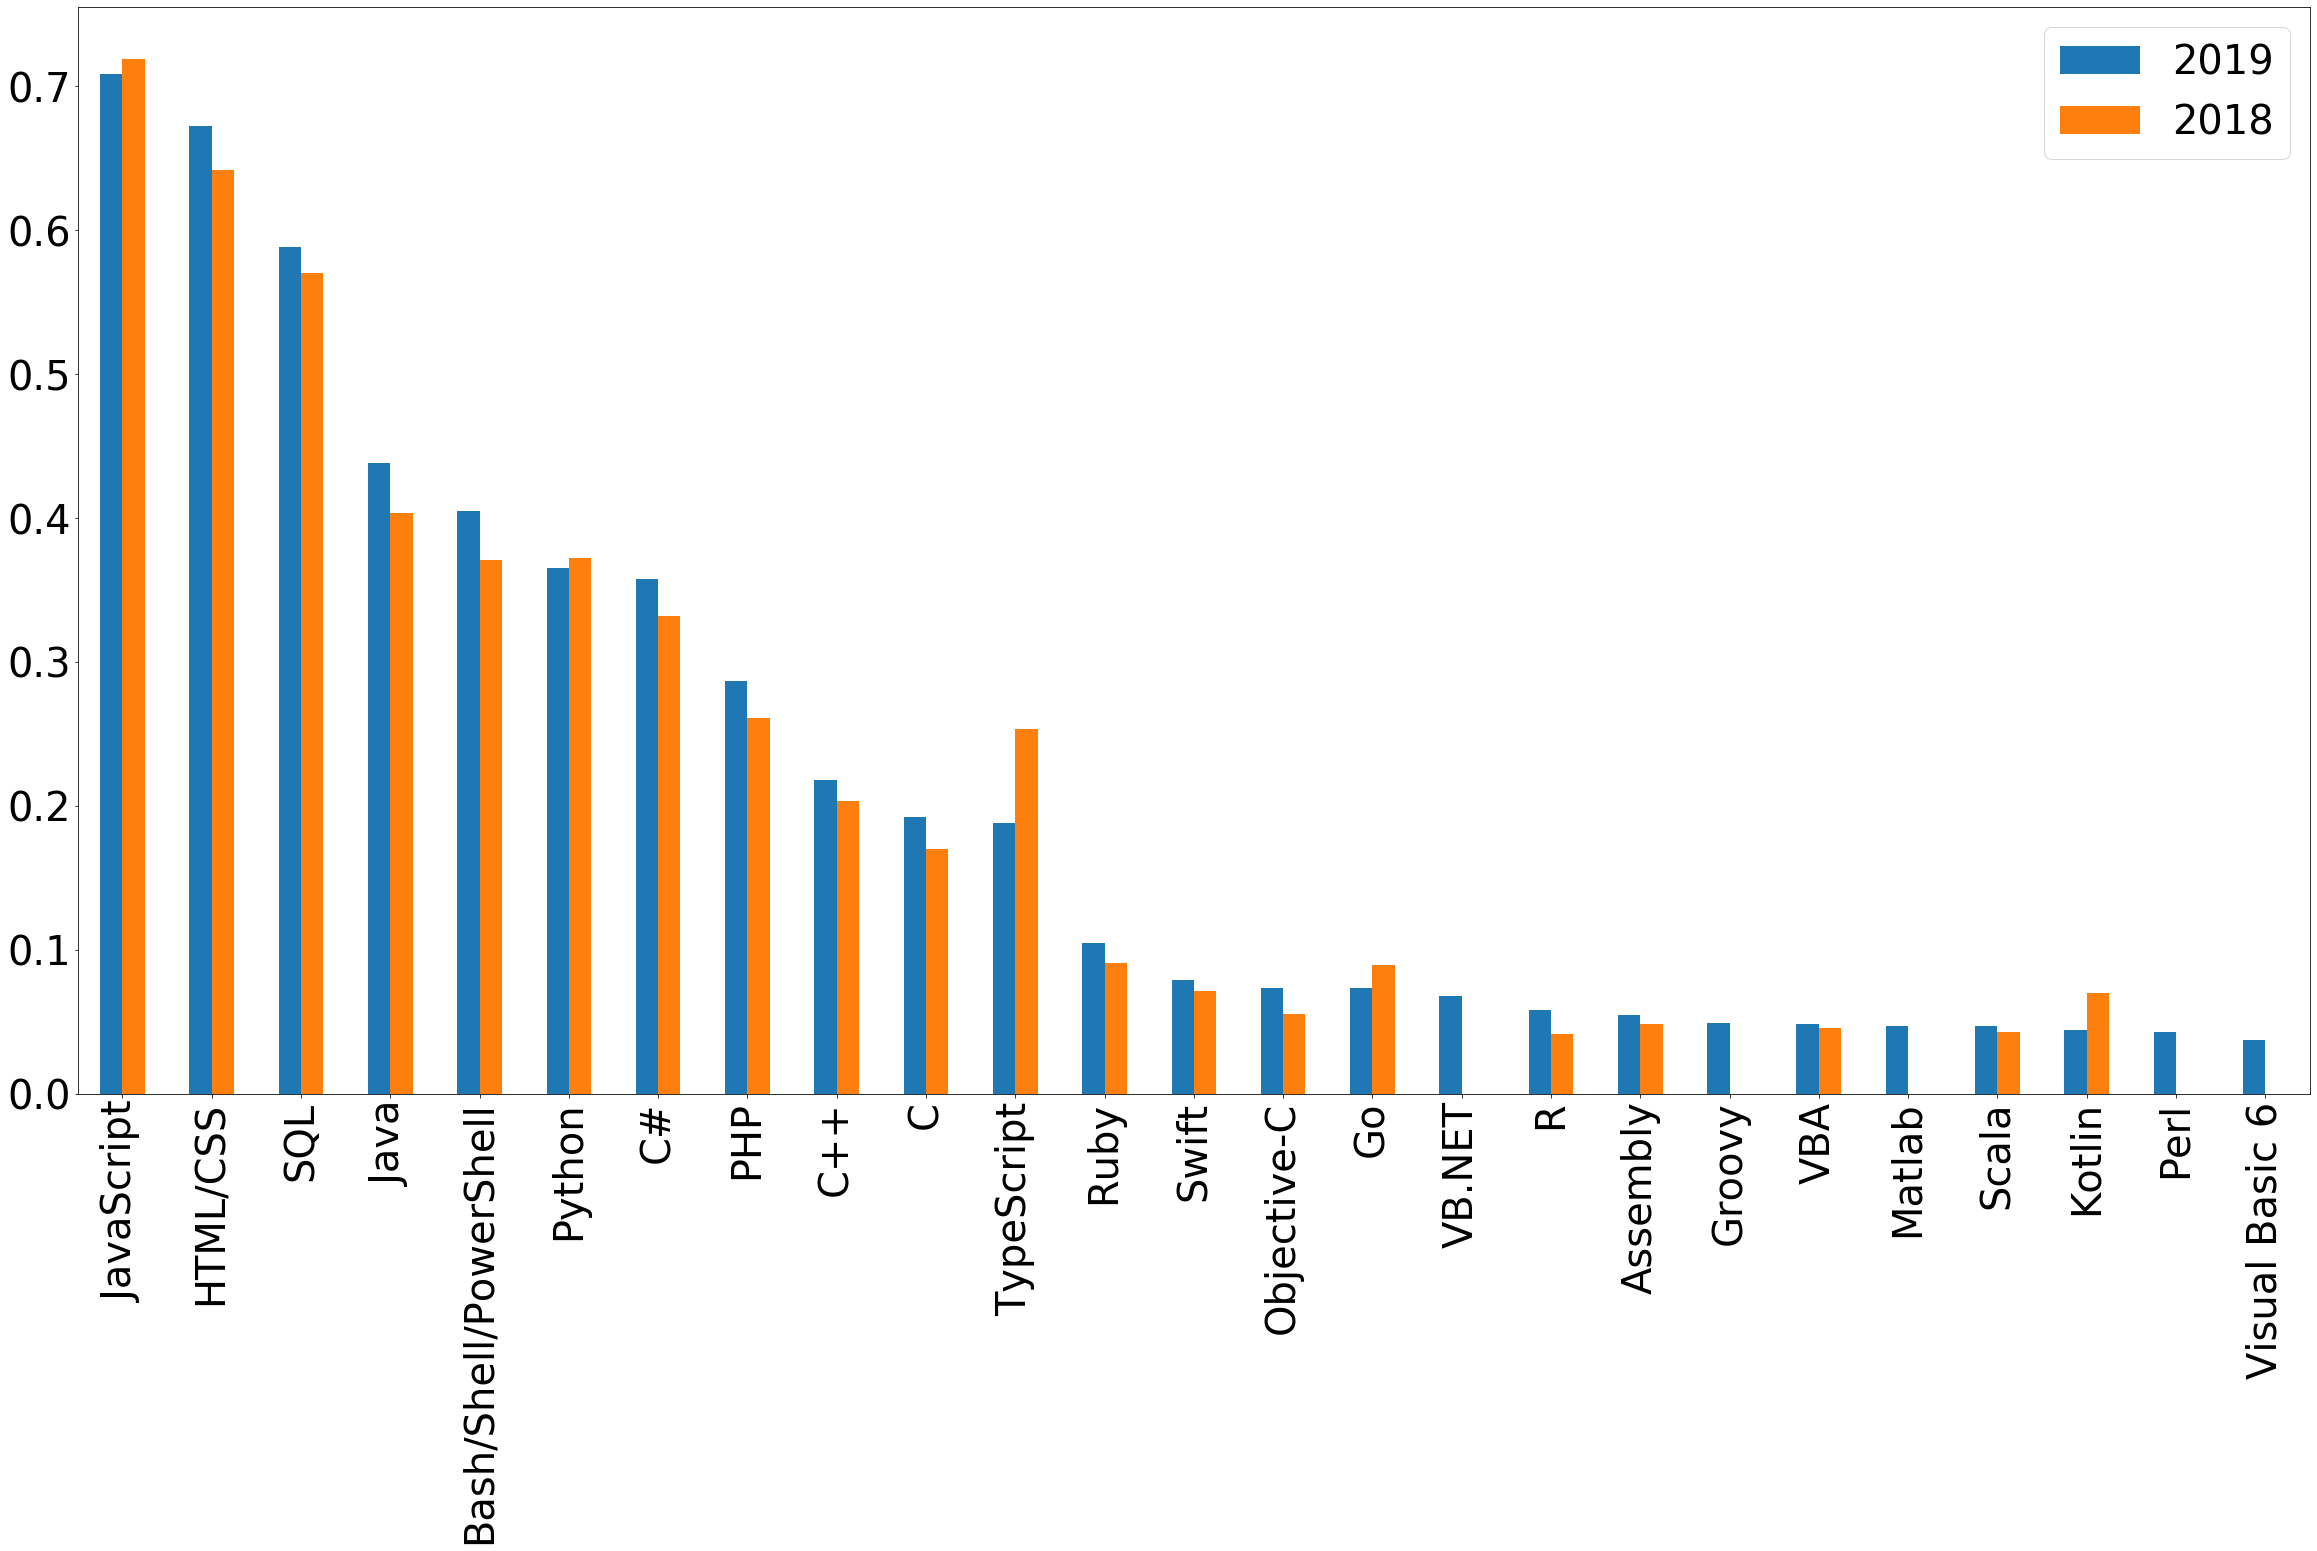 2019
2018
0.7
0.6
0.5
0.4
0.3
0.2
0.1
0.0
JavaScript
HTML/CSS
SQL
Java
Bash/Shell/PowerShell
Python
C#
PHP
C++
C
TypeScript
Ruby
Swift
Objective-C
Go
VB.NET
R
Assembly
Groovy
VBA
Matlab
Scala
Kotlin
Perl
Visual Basic 6